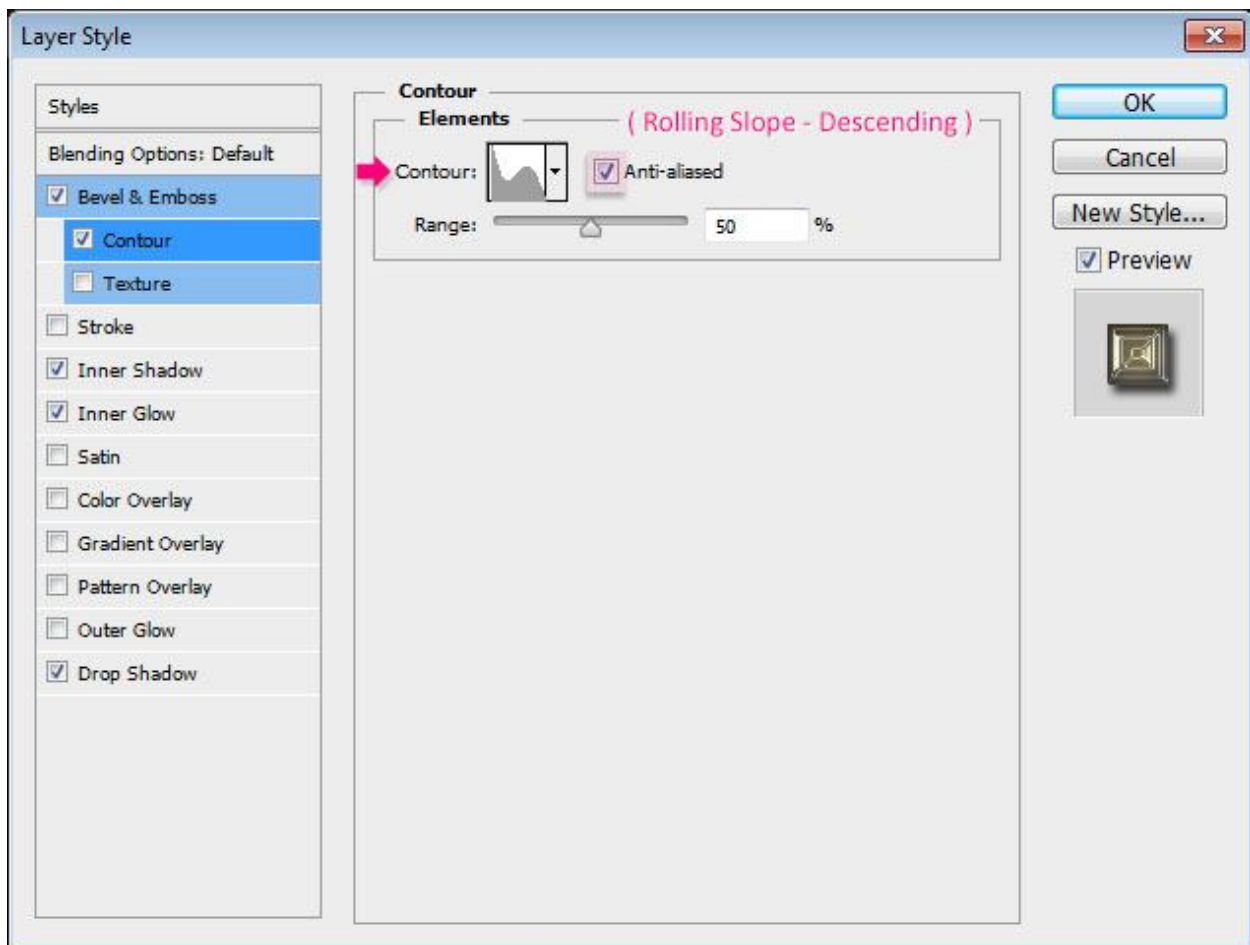 Layer Style
Styles
Blending Options: Default
Bevel & Emboss
Contour
Texture
Stroke
Inner Shadow
Inner Glow
Satin
Color Overlay
Gradient Overlay
Pattern Overlay
Outer Glow
Drop Shadow
Contour
Elements
( Rolling Slope - Descending )
Contour:
Anti-aliased
Range: 50 %
OK
Cancel
New Style...
Preview